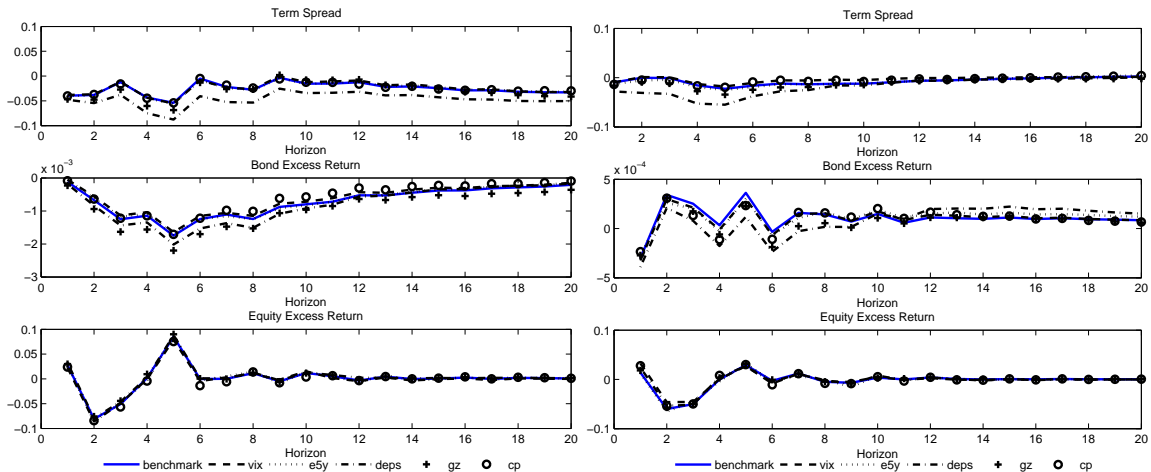 Term Spread
0.1
0.05
0
−0.05
−0.1
0 2 4 6 8 10 12 14 16 18 20
Horizon
Bond Excess Return
x 10−3
0
−1
−2
−3
0 2 4 6 8 10 12 14 16 18 20
Horizon
Equity Excess Return
0.1
0.05
0
−0.05
−0.1
0 2 4 6 8 10 12 14 16 18 20
Horizon
benchmark vix e5y deps gz cp
Term Spread
0.1
0
−0.1
2 4 6 8 10 12 14 16 18 20
Horizon
Bond Excess Return
x 10−4
5
0
−5
0 2 4 6 8 10 12 14 16 18 20
Horizon
Equity Excess Return
0.1
0
−0.1
0 2 4 6 8 10 12 14 16 18 20
Horizon
benchmark vix e5y deps gz cp